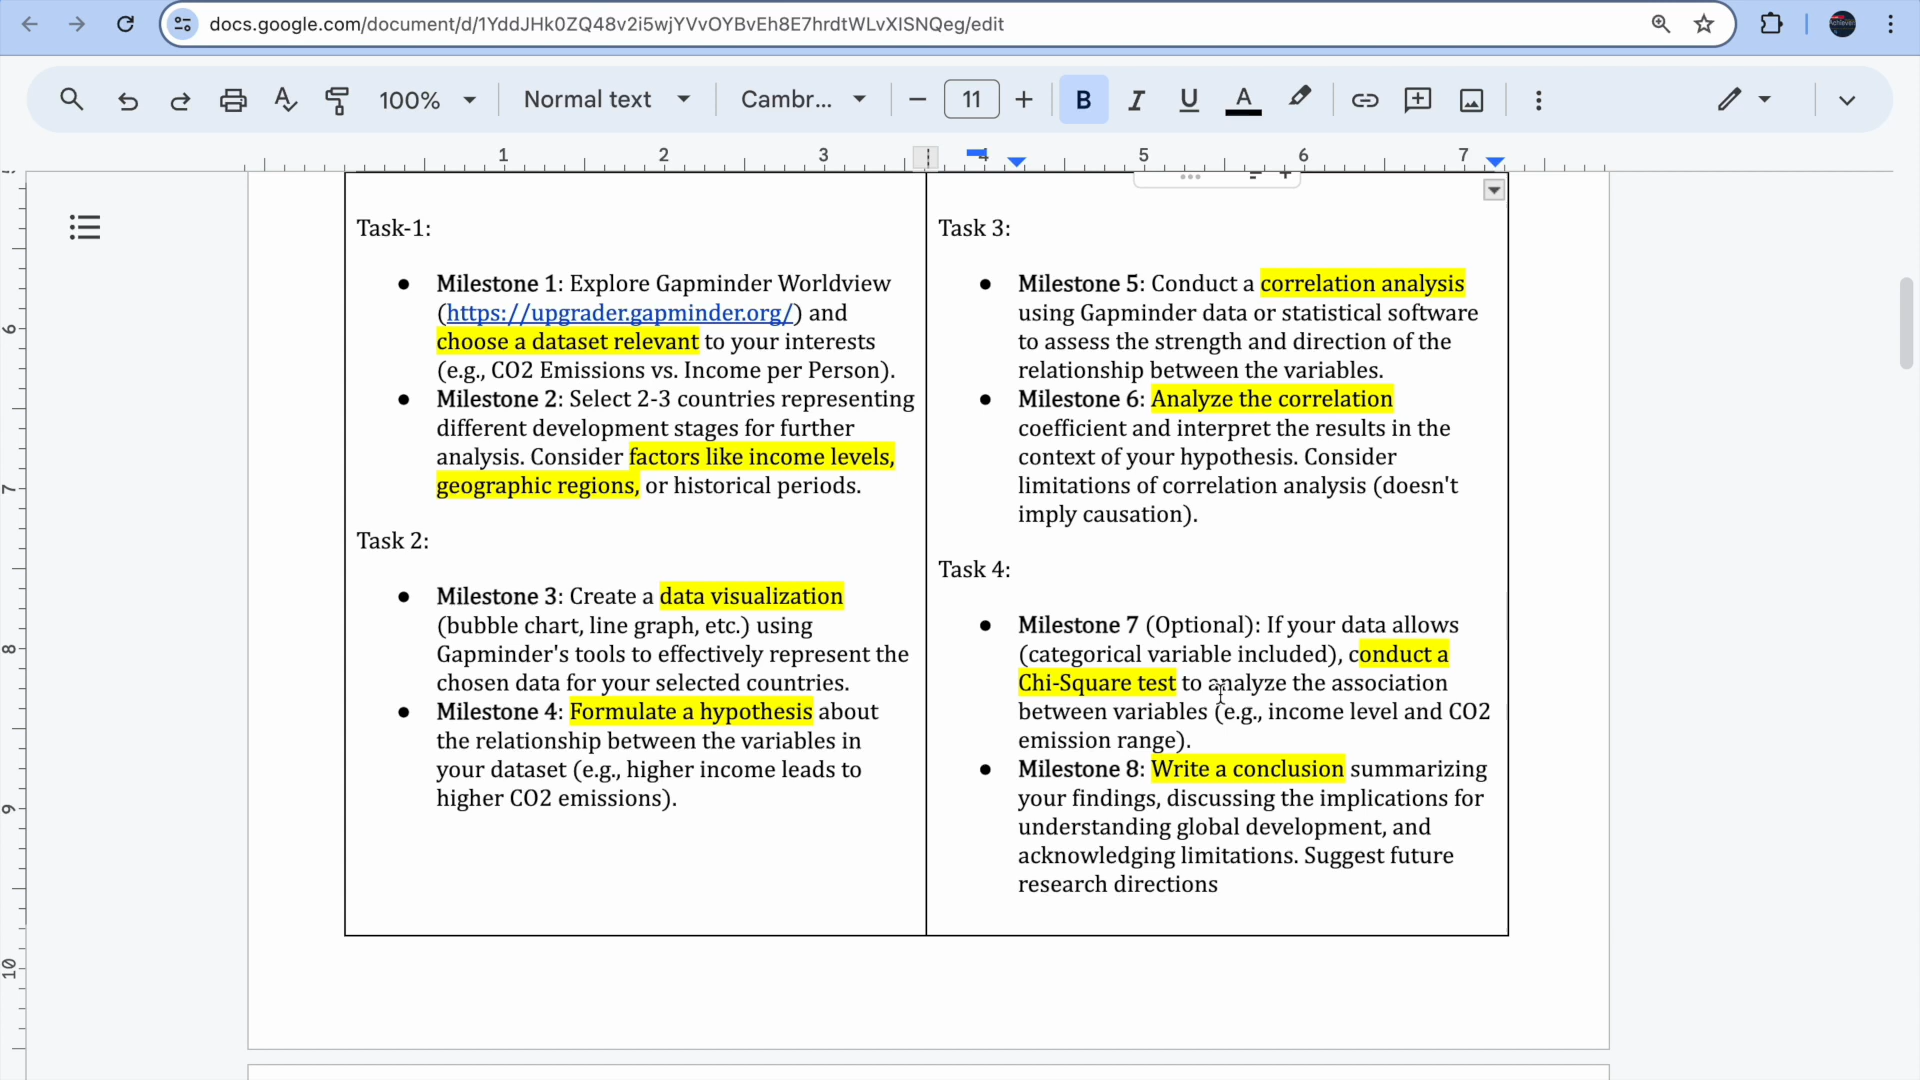 docs.google.com/document/d/1YddJHk0ZQ48v2i5wjYVvOYBvEh8E7hrdtWLvXISNQeg/edit
100%
Normal text
Cambr...
11
B
I
U
A
1 2 3 4 5 6 7
Task-1:
Milestone 1: Explore Gapminder Worldview
(https://upgrader.gapminder.org/) and
choose a dataset relevant to your interests
(e.g., CO2 Emissions vs. Income per Person).
Milestone 2: Select 2-3 countries representing
different development stages for further
analysis. Consider factors like income levels,
geographic regions, or historical periods.
Task 2:
Milestone 3: Create a data visualization
(bubble chart, line graph, etc.) using
Gapminder's tools to effectively represent the
chosen data for your selected countries.
Milestone 4: Formulate a hypothesis about
the relationship between the variables in
your dataset (e.g., higher income leads to
higher CO2 emissions).
Task 3:
Milestone 5: Conduct a correlation analysis
using Gapminder data or statistical software
to assess the strength and direction of the
relationship between the variables.
Milestone 6: Analyze the correlation
coefficient and interpret the results in the
context of your hypothesis. Consider
limitations of correlation analysis (doesn't
imply causation).
Task 4:
Milestone 7 (Optional): If your data allows
(categorical variable included), conduct a
Chi-Square test to analyze the association
between variables (e.g., income level and CO2
emission range).
Milestone 8: Write a conclusion summarizing
your findings, discussing the implications for
understanding global development, and
acknowledging limitations. Suggest future
research directions
6
7
8
9
10